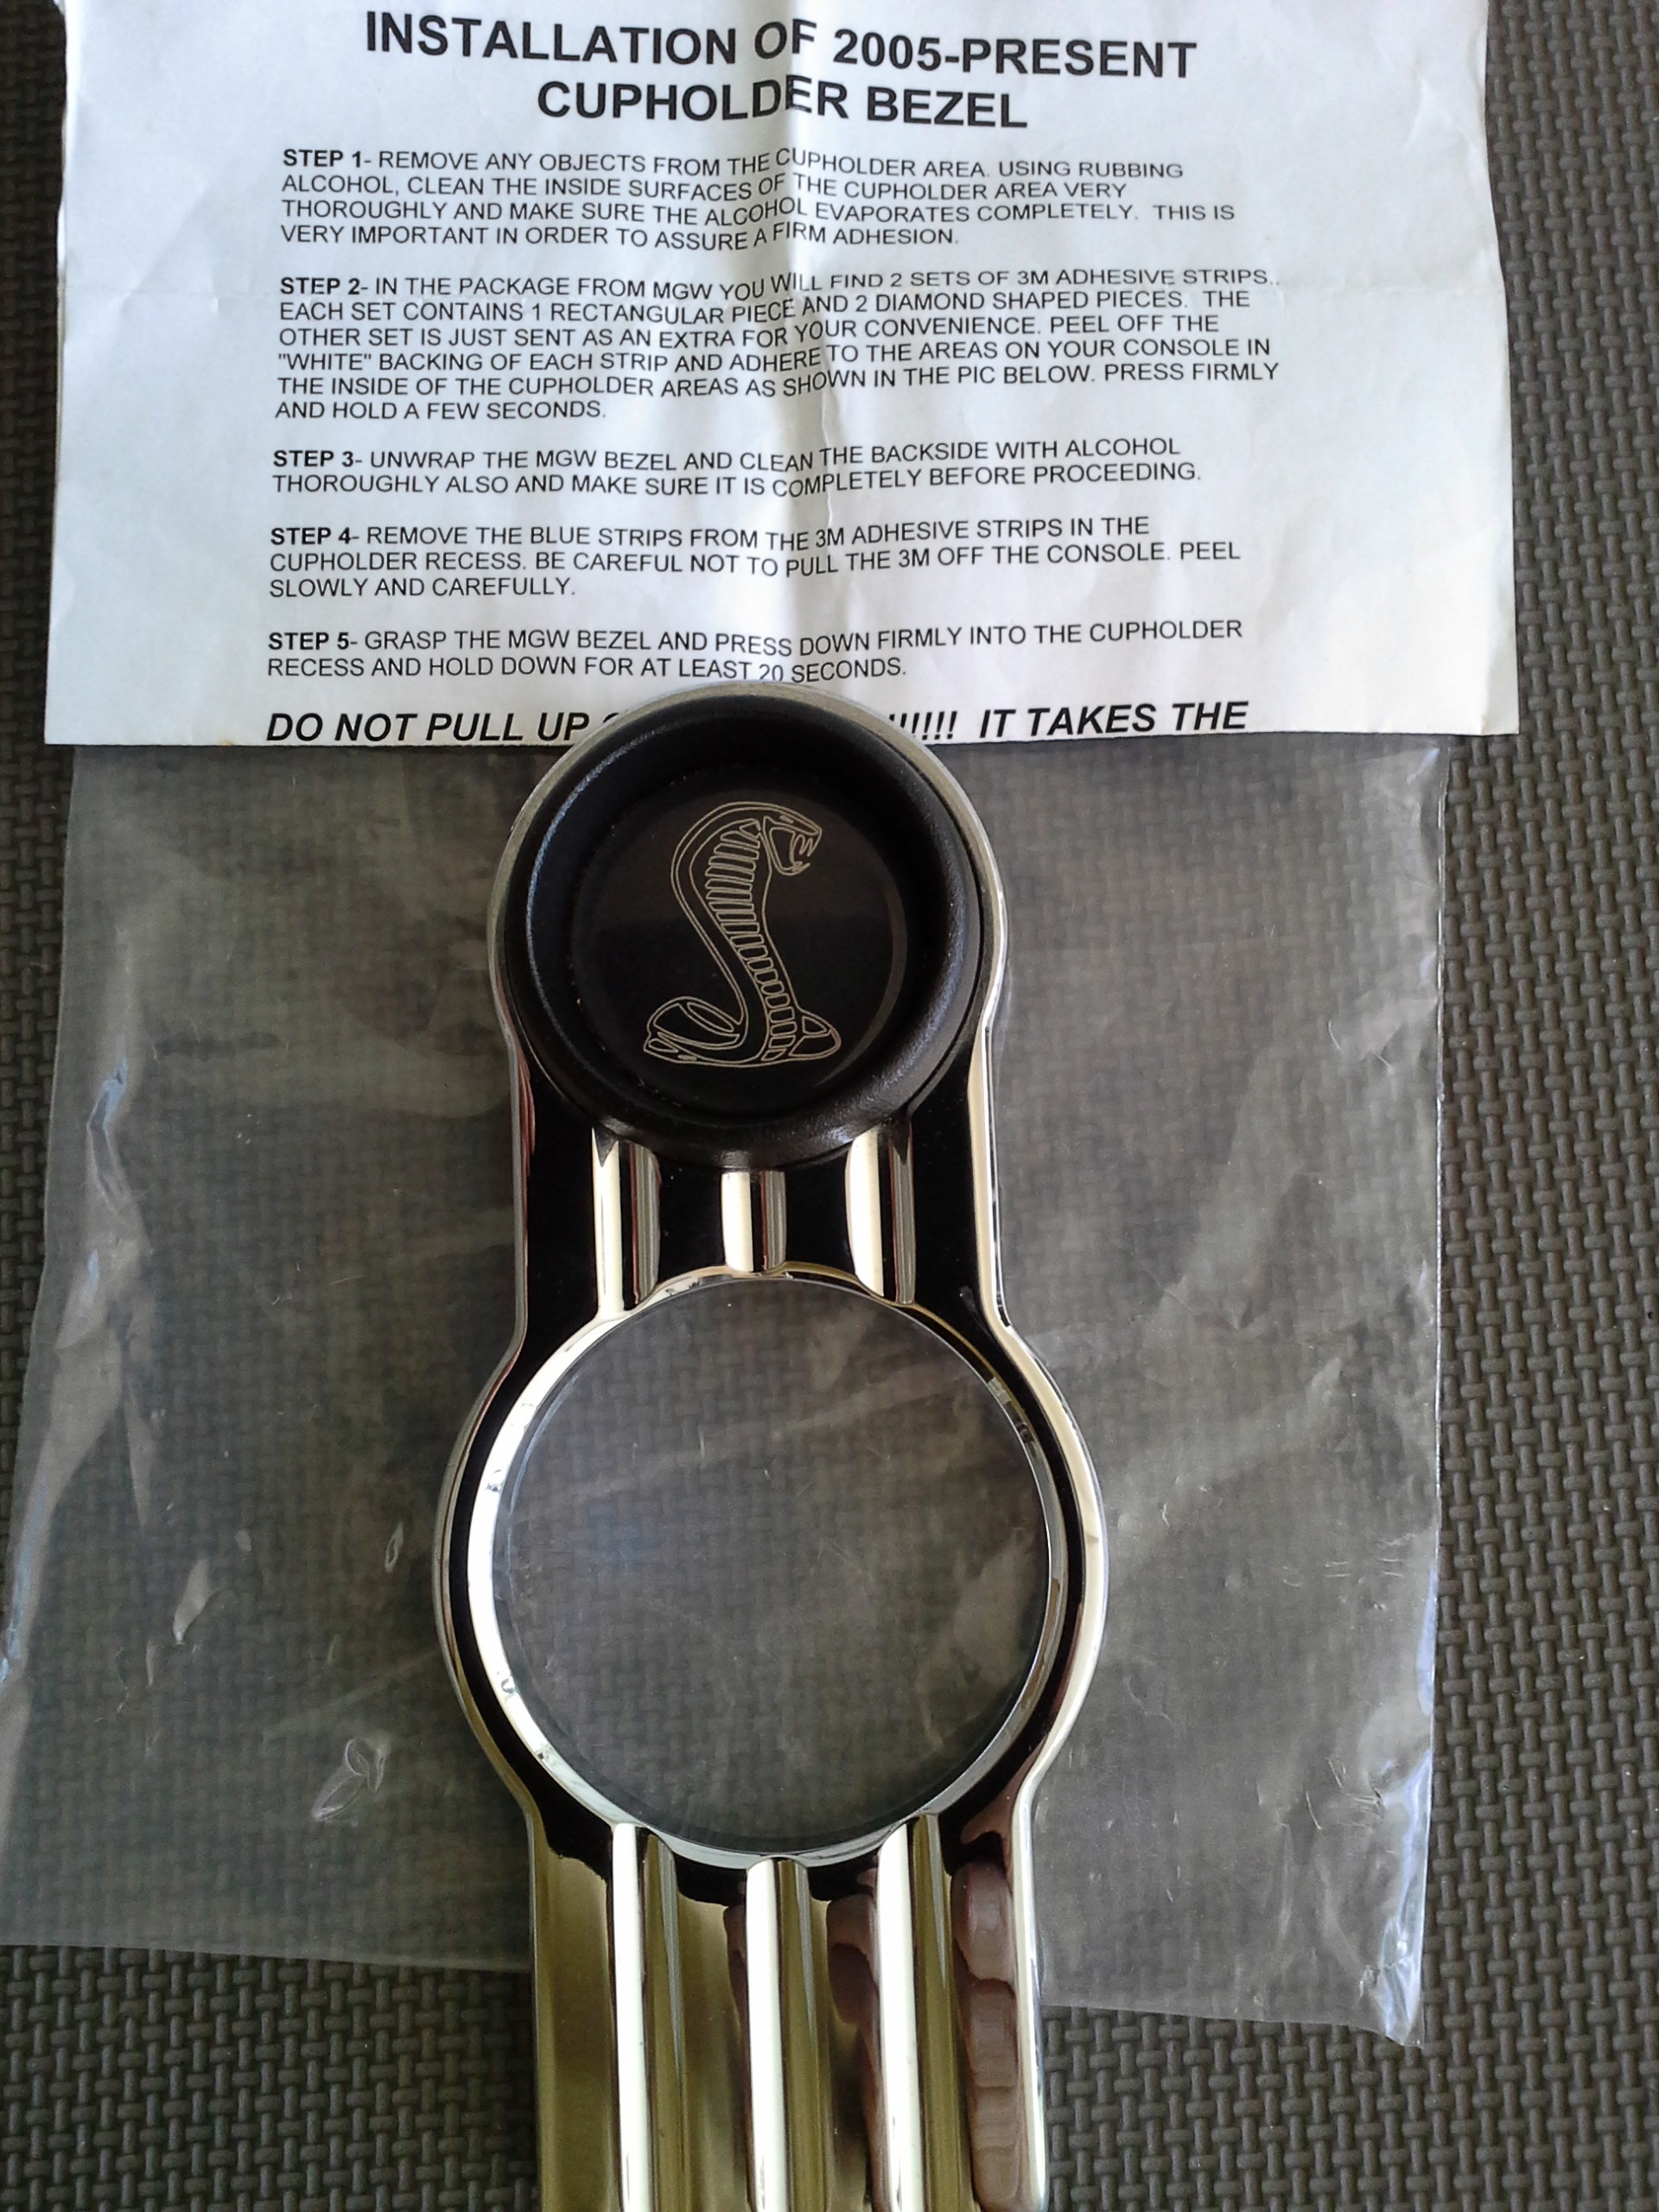 INSTALLATION OF 2005-PRESENT
CUPHOLDER BEZEL
STEP 1- REMOVE ANY OBJECTS FROM THE CUPHOLDER AREA. USING RUBBING
ALCOHOL, CLEAN THE INSIDE SURFACES OF THE CUPHOLDER AREA VERY
THOROUGHLY AND MAKE SURE THE ALCOHOL EVAPORATES COMPLETELY. THIS IS
VERY IMPORTANT IN ORDER TO ASSURE A FIRM ADHESION.
STEP 2- IN THE PACKAGE FROM MGW YOU WILL FIND 2 SETS OF 3M ADHESIVE STRIPS..
EACH SET CONTAINS 1 RECTANGULAR PIECE AND 2 DIAMOND SHAPED PIECES. THE
OTHER SET IS JUST SENT AS AN EXTRA FOR YOUR CONVENIENCE. PEEL OFF THE
"WHITE" BACKING OF EACH STRIP AND ADHERE TO THE AREAS ON YOUR CONSOLE IN
THE INSIDE OF THE CUPHOLDER AREAS AS SHOWN IN THE PIC BELOW. PRESS FIRMLY
AND HOLD A FEW SECONDS.
STEP 3- UNWRAP THE MGW BEZEL AND CLEAN THE BACKSIDE WITH ALCOHOL
THOROUGHLY ALSO AND MAKE SURE IT IS COMPLETELY BEFORE PROCEEDING.
STEP 4- REMOVE THE BLUE STRIPS FROM THE 3M ADHESIVE STRIPS IN THE
CUPHOLDER RECESS. BE CAREFUL NOT TO PULL THE 3M OFF THE CONSOLE. PEEL
SLOWLY AND CAREFULLY.
STEP 5- GRASP THE MGW BEZEL AND PRESS DOWN FIRMLY INTO THE CUPHOLDER
RECESS AND HOLD DOWN FOR AT LEAST 20 SECONDS.
DO NOT PULL UP !!!!!! IT TAKES THE